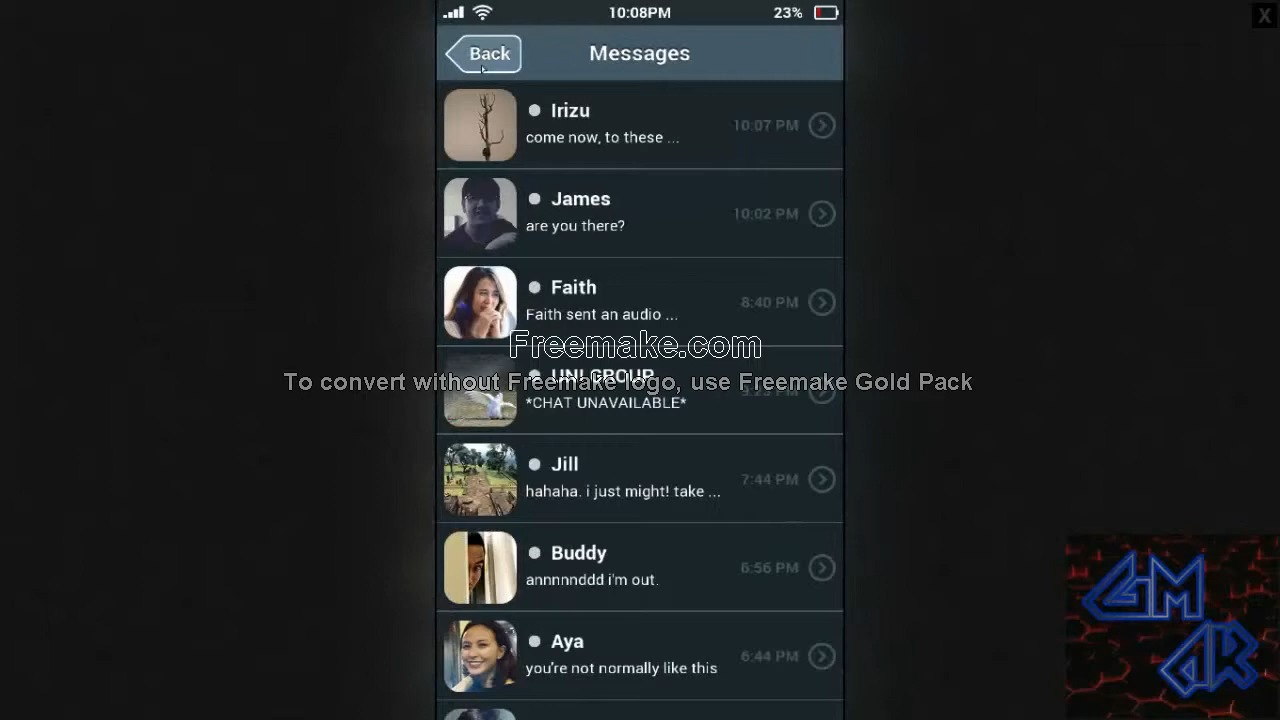 10:08PM
23%
X
Back
Messages
Irizu
10:07 PM
come now, to these ...
James
10:02 PM
are you there?
Faith
8:40 PM
Faith sent an audio ...
Freemake.com
UNI GROUP
To convert without Freemake logo, use Freemake Gold Pack
*CHAT UNAVAILABLE*
Jill
7:44 PM
hahaha. i just might! take ...
Buddy
6:56 PM
annnnnddd i'm out.
Aya
6:44 PM
you're not normally like this